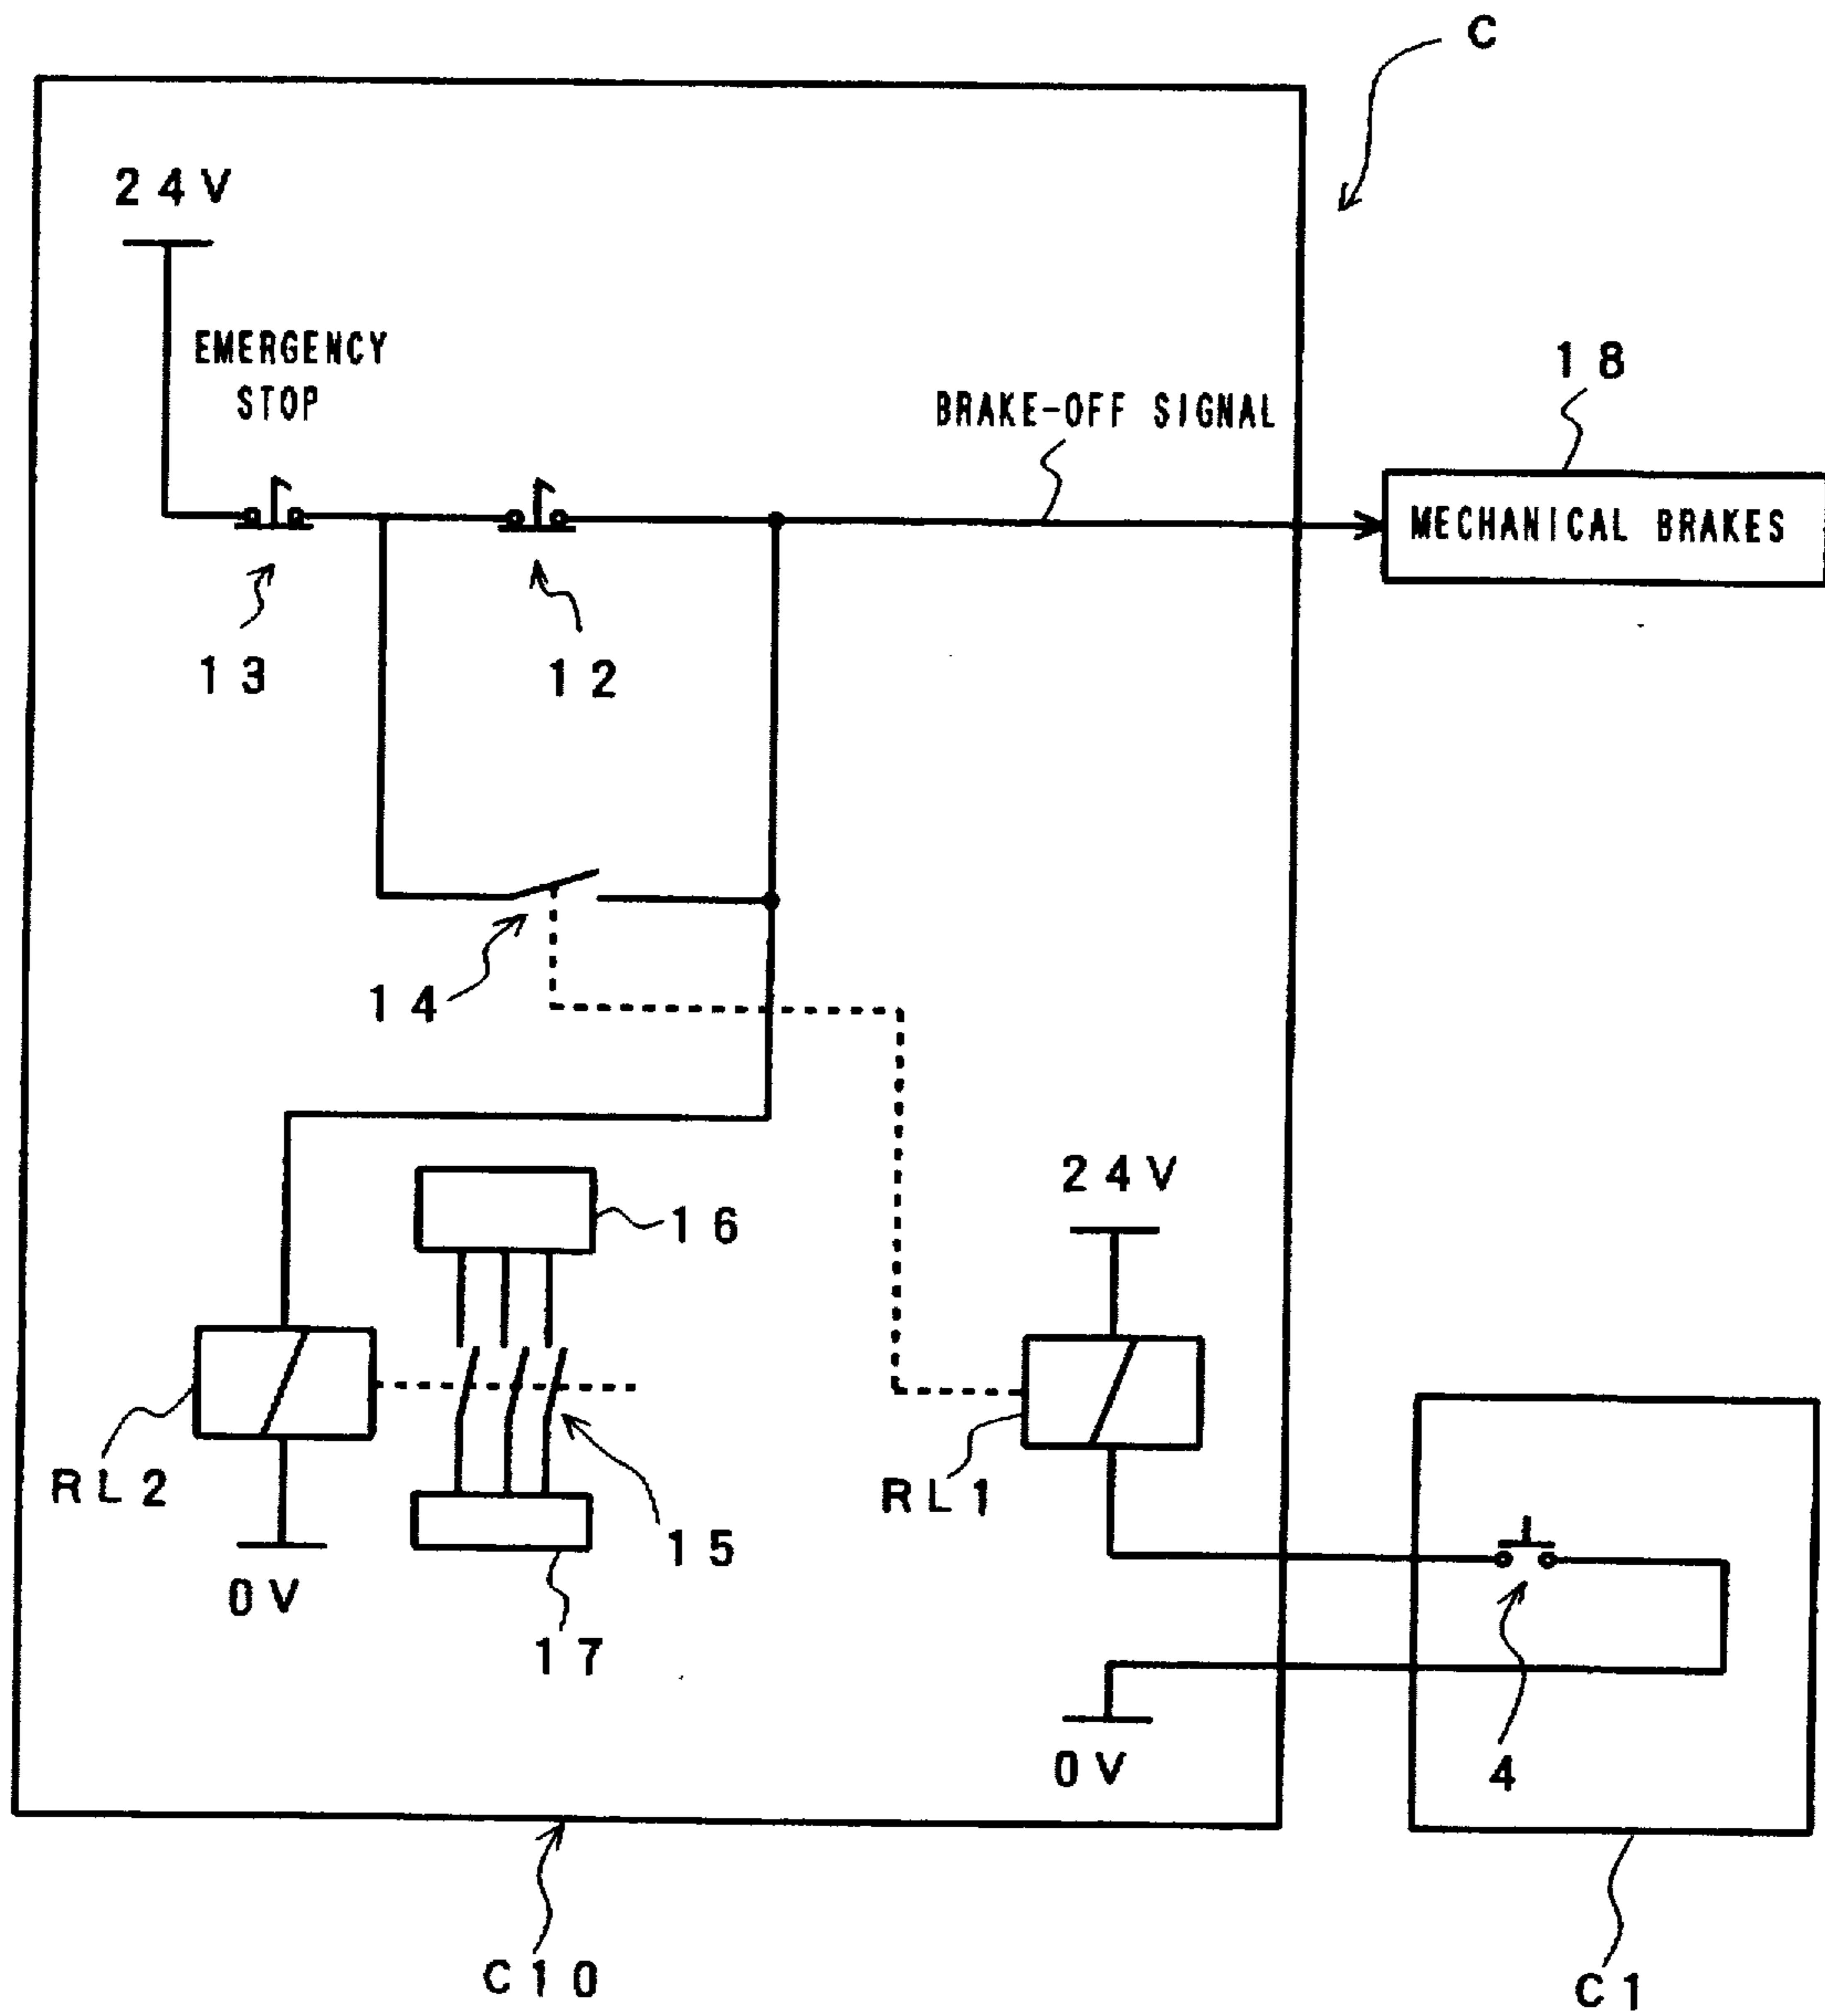 C
24V
EMERGENCY
STOP
BRAKE-OFF SIGNAL
18
MECHANICAL BRAKES
13
12
14
24V
16
RL2
RL1
15
0V
17
0V
4
C10
C1